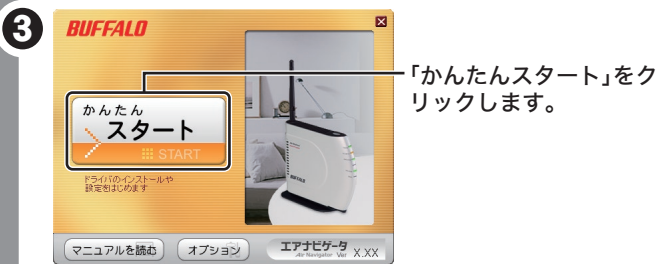 3
BUFFALO
かんたん
スタート
START
ドライバのインストールや
設定をはじめます
BUFFALO
マニュアルを読む
オプション
エアナビゲータ
Air Navigator Ver. X.XX
「かんたんスタート」をク
リックします。